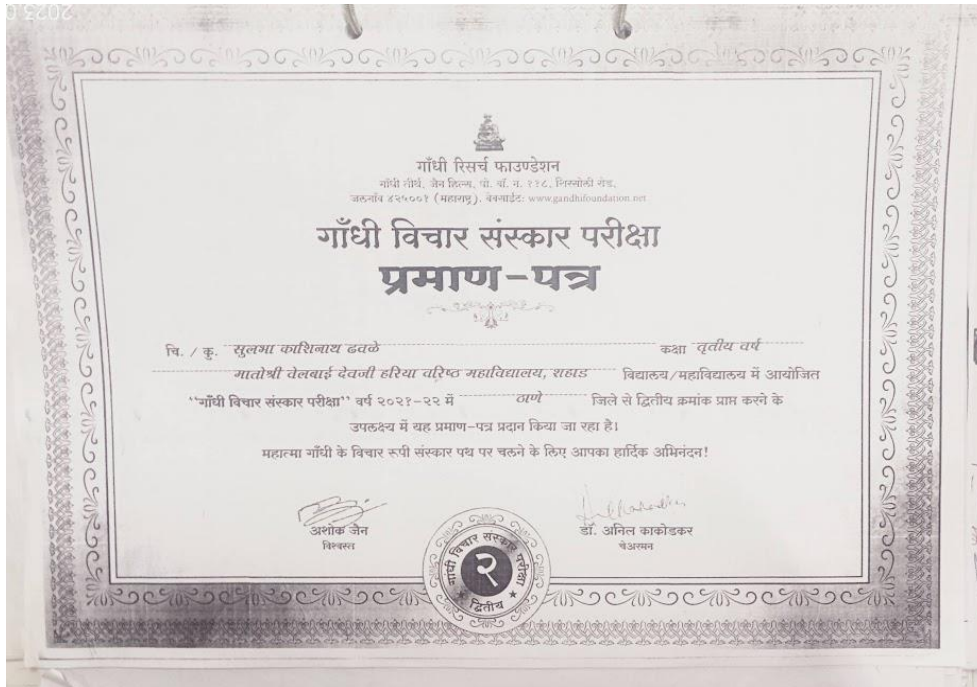 गाँधी रिसर्च फाउण्डेशन
गांधी तीर्थ, जैन हिल्स, पो. बॉ. न. ११८, शिरसोली रोड,
जलगांव ४२५००१ (महाराष्ट्र), वेबसाईट: www.gandhifoundation.net
गाँधी विचार संस्कार परीक्षा
प्रमाण-पत्र
चि. / कु. सुलभा काशिनाथ ढवळे कक्षा तृतीय वर्ष
मातोश्री वेलबाई देवजी हरिया वरिष्ठ महाविद्यालय, शहाड विद्यालय/महाविद्यालय में आयोजित
"गाँधी विचार संस्कार परीक्षा" वर्ष २०२१-२२ में ठाणे जिले से द्वितीय क्रमांक प्राप्त करने के
उपलक्ष्य में यह प्रमाण-पत्र प्रदान किया जा रहा है।
महात्मा गाँधी के विचार रूपी संस्कार पथ पर चलने के लिए आपका हार्दिक अभिनंदन!
अशोक जैन डॉ. अनिल काकोडकर
विश्वस्त चेअरमन
गांधी विचार संस्कार परीक्षा
२
द्वितीय